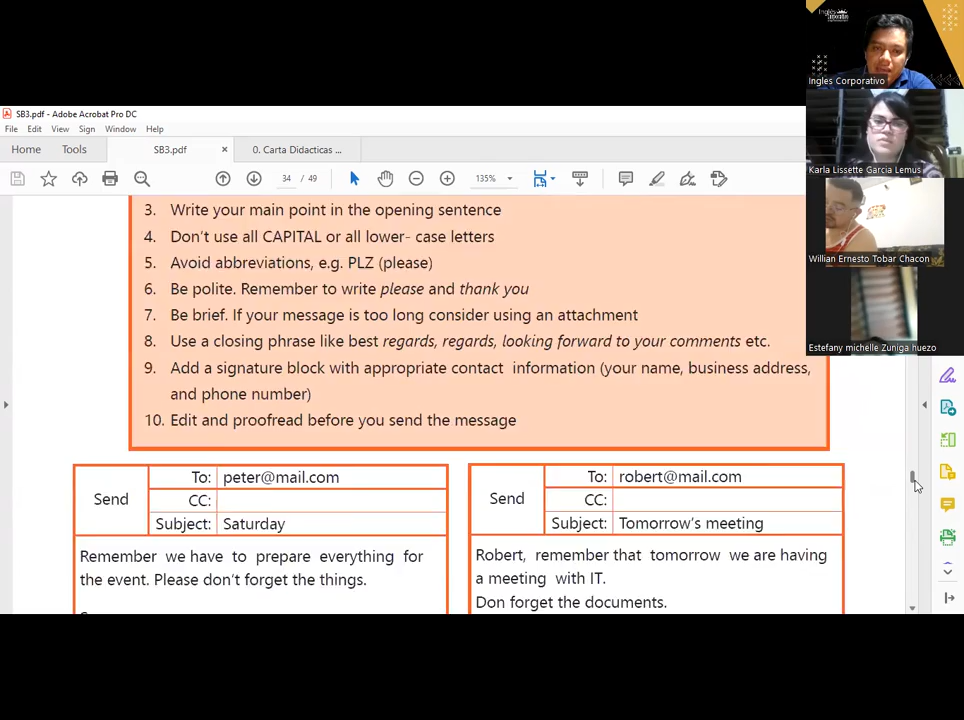 SB3.pdf - Adobe Acrobat Pro DC
File Edit View Sign Window Help
Home Tools SB3.pdf × 0. Carta Didacticas ...
34 / 49 135%
3. Write your main point in the opening sentence
4. Don't use all CAPITAL or all lower- case letters
5. Avoid abbreviations, e.g. PLZ (please)
6. Be polite. Remember to write please and thank you
7. Be brief. If your message is too long consider using an attachment
8. Use a closing phrase like best regards, regards, looking forward to your comments etc.
9. Add a signature block with appropriate contact information (your name, business address,
and phone number)
10. Edit and proofread before you send the message
Send
To: peter@mail.com
CC:
Subject: Saturday
Remember we have to prepare everything for
the event. Please don't forget the things.
Send
To: robert@mail.com
CC:
Subject: Tomorrow's meeting
Robert, remember that tomorrow we are having
a meeting with IT.
Don forget the documents.
Inglés
Corporativo
Ingles Corporativo
Karla Lissette Garcia Lemus
Willian Ernesto Tobar Chacon
Estefany michelle Zuniga huezo